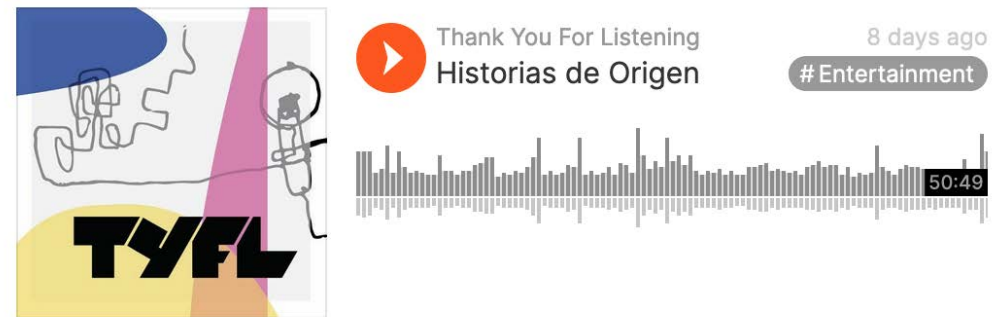 TYFL
Thank You For Listening
8 days ago
Historias de Origen
# Entertainment
50:49